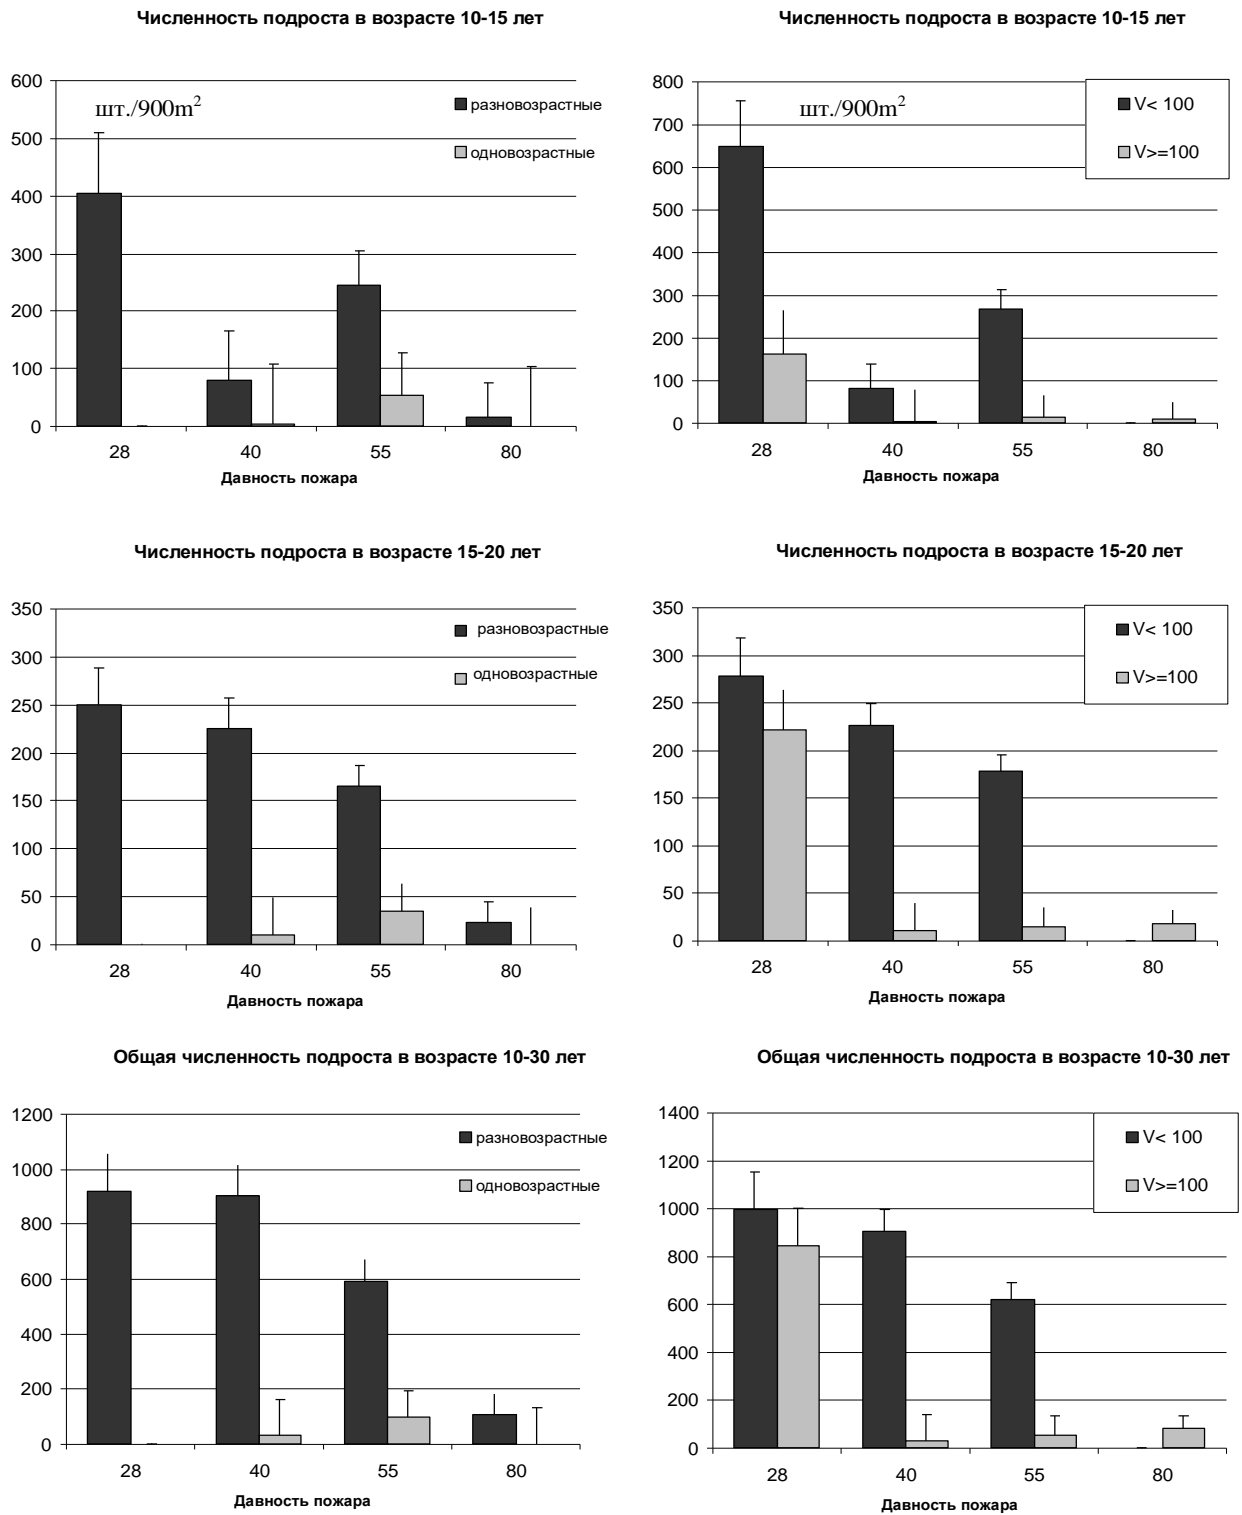 Численность подроста в возрасте 10-15 лет
600
500
400
300
200
100
0
шт./900m²
разновозрастные
одновозрастные
28 40 55 80
Давность пожара
Численность подроста в возрасте 10-15 лет
800
700
600
500
400
300
200
100
0
шт./900m²
V< 100
V>=100
28 40 55 80
Давность пожара
Численность подроста в возрасте 15-20 лет
350
300
250
200
150
100
50
0
разновозрастные
одновозрастные
28 40 55 80
Давность пожара
Численность подроста в возрасте 15-20 лет
350
300
250
200
150
100
50
0
V< 100
V>=100
28 40 55 80
Давность пожара
Общая численность подроста в возрасте 10-30 лет
1200
1000
800
600
400
200
0
разновозрастные
одновозрастные
28 40 55 80
Давность пожара
Общая численность подроста в возрасте 10-30 лет
1400
1200
1000
800
600
400
200
0
V< 100
V>=100
28 40 55 80
Давность пожара